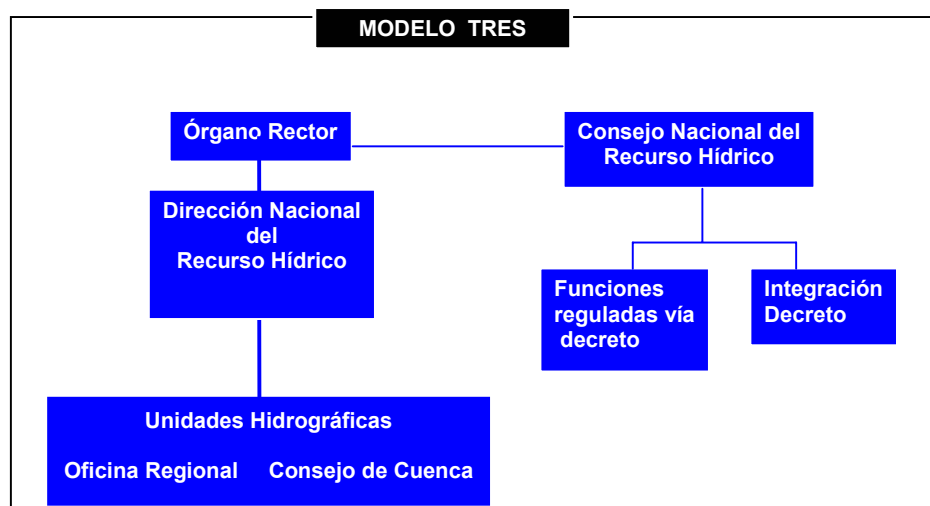 MODELO TRES
Órgano Rector
Consejo Nacional del
Recurso Hídrico
Dirección Nacional
del
Recurso Hídrico
Funciones
reguladas vía
decreto
Integración
Decreto
Unidades Hidrográficas
Oficina Regional Consejo de Cuenca